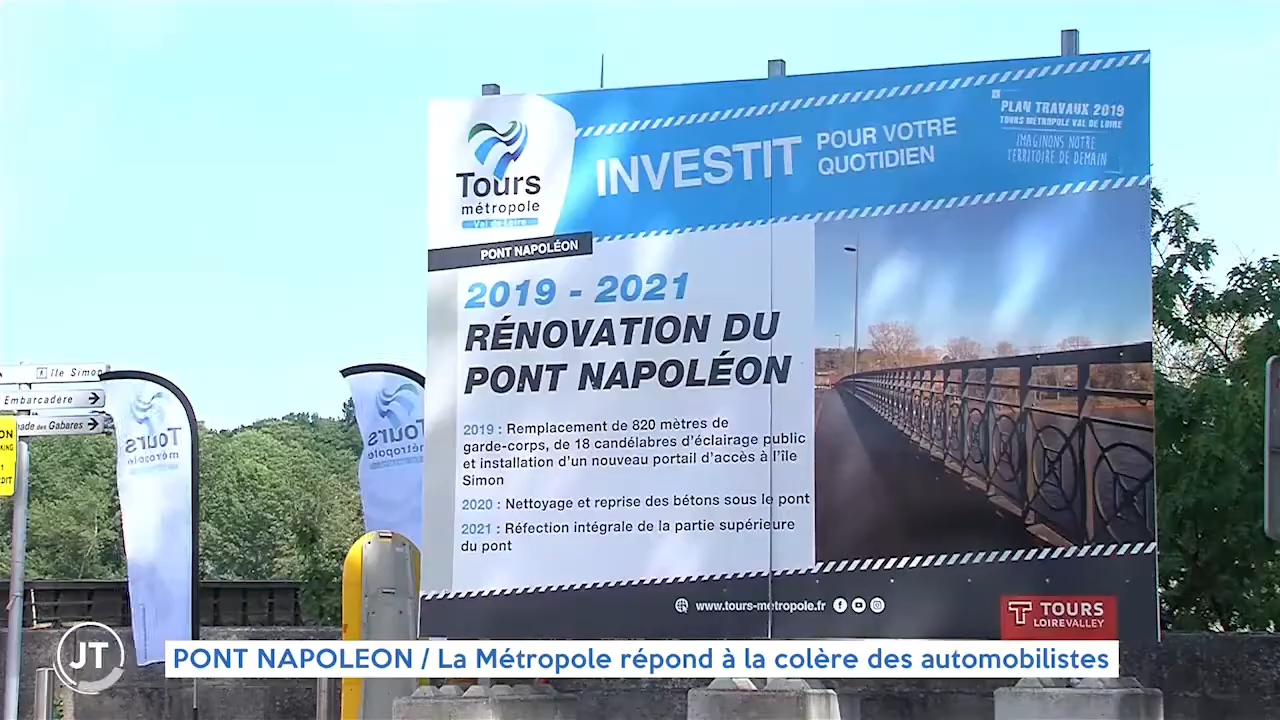 Tours
métropole
Val de Loire
INVESTIT
POUR VOTRE
QUOTIDIEN
PLAN TRAVAUX 2019
TOURS MÉTROPOLE VAL DE LOIRE
IMAGINONS NOTRE
TERRITOIRE DE DEMAIN
PONT NAPOLÉON
2019 - 2021
RÉNOVATION DU
PONT NAPOLÉON
2019 : Remplacement de 820 mètres de
garde-corps, de 18 candélabres d'éclairage public
et installation d'un nouveau portail d'accès à l'île
Simon
2020 : Nettoyage et reprise des bétons sous le pont
2021 : Réfection intégrale de la partie supérieure
du pont
www.tours-metropole.fr
TOURS
LOIREVALLEY
île Simon
Embarcadère
des Gabares
Tours
métropole
Tours
métropole
JT
PONT NAPOLEON / La Métropole répond à la colère des automobilistes